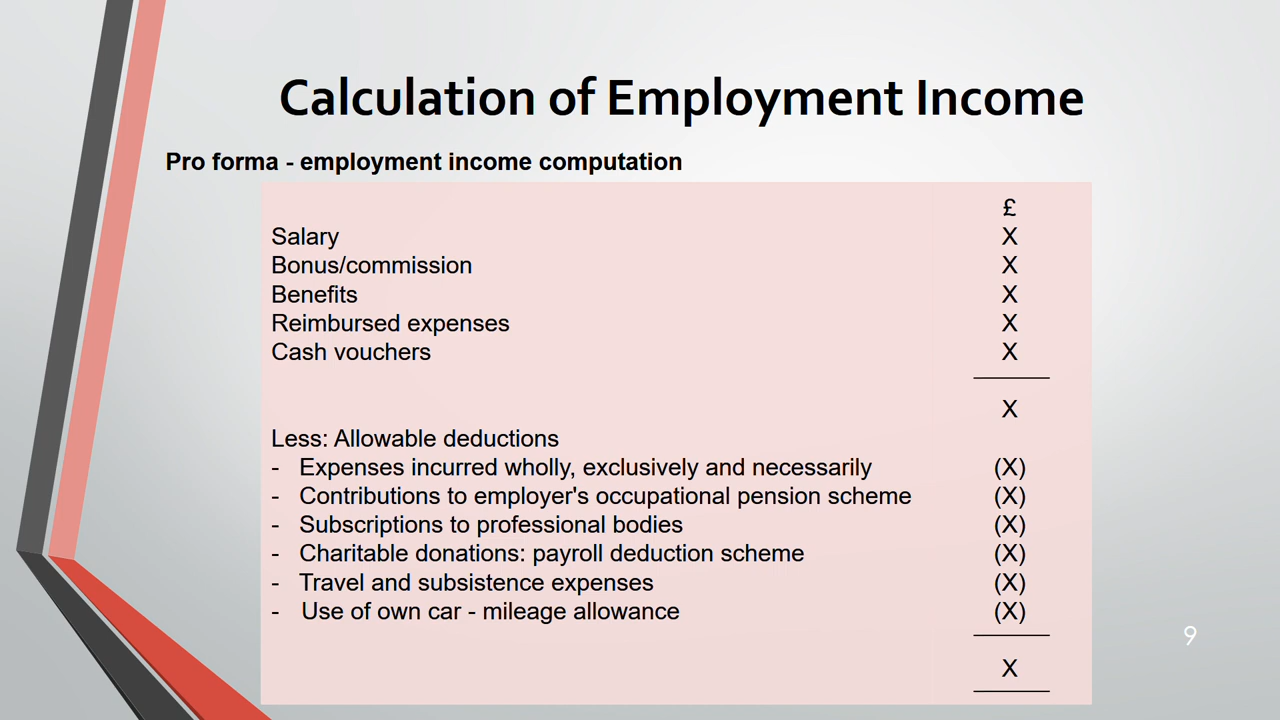 Calculation of Employment Income
Pro forma - employment income computation
£
Salary X
Bonus/commission X
Benefits X
Reimbursed expenses X
Cash vouchers X
X
Less: Allowable deductions
- Expenses incurred wholly, exclusively and necessarily (X)
- Contributions to employer's occupational pension scheme (X)
- Subscriptions to professional bodies (X)
- Charitable donations: payroll deduction scheme (X)
- Travel and subsistence expenses (X)
- Use of own car - mileage allowance (X)
9
X